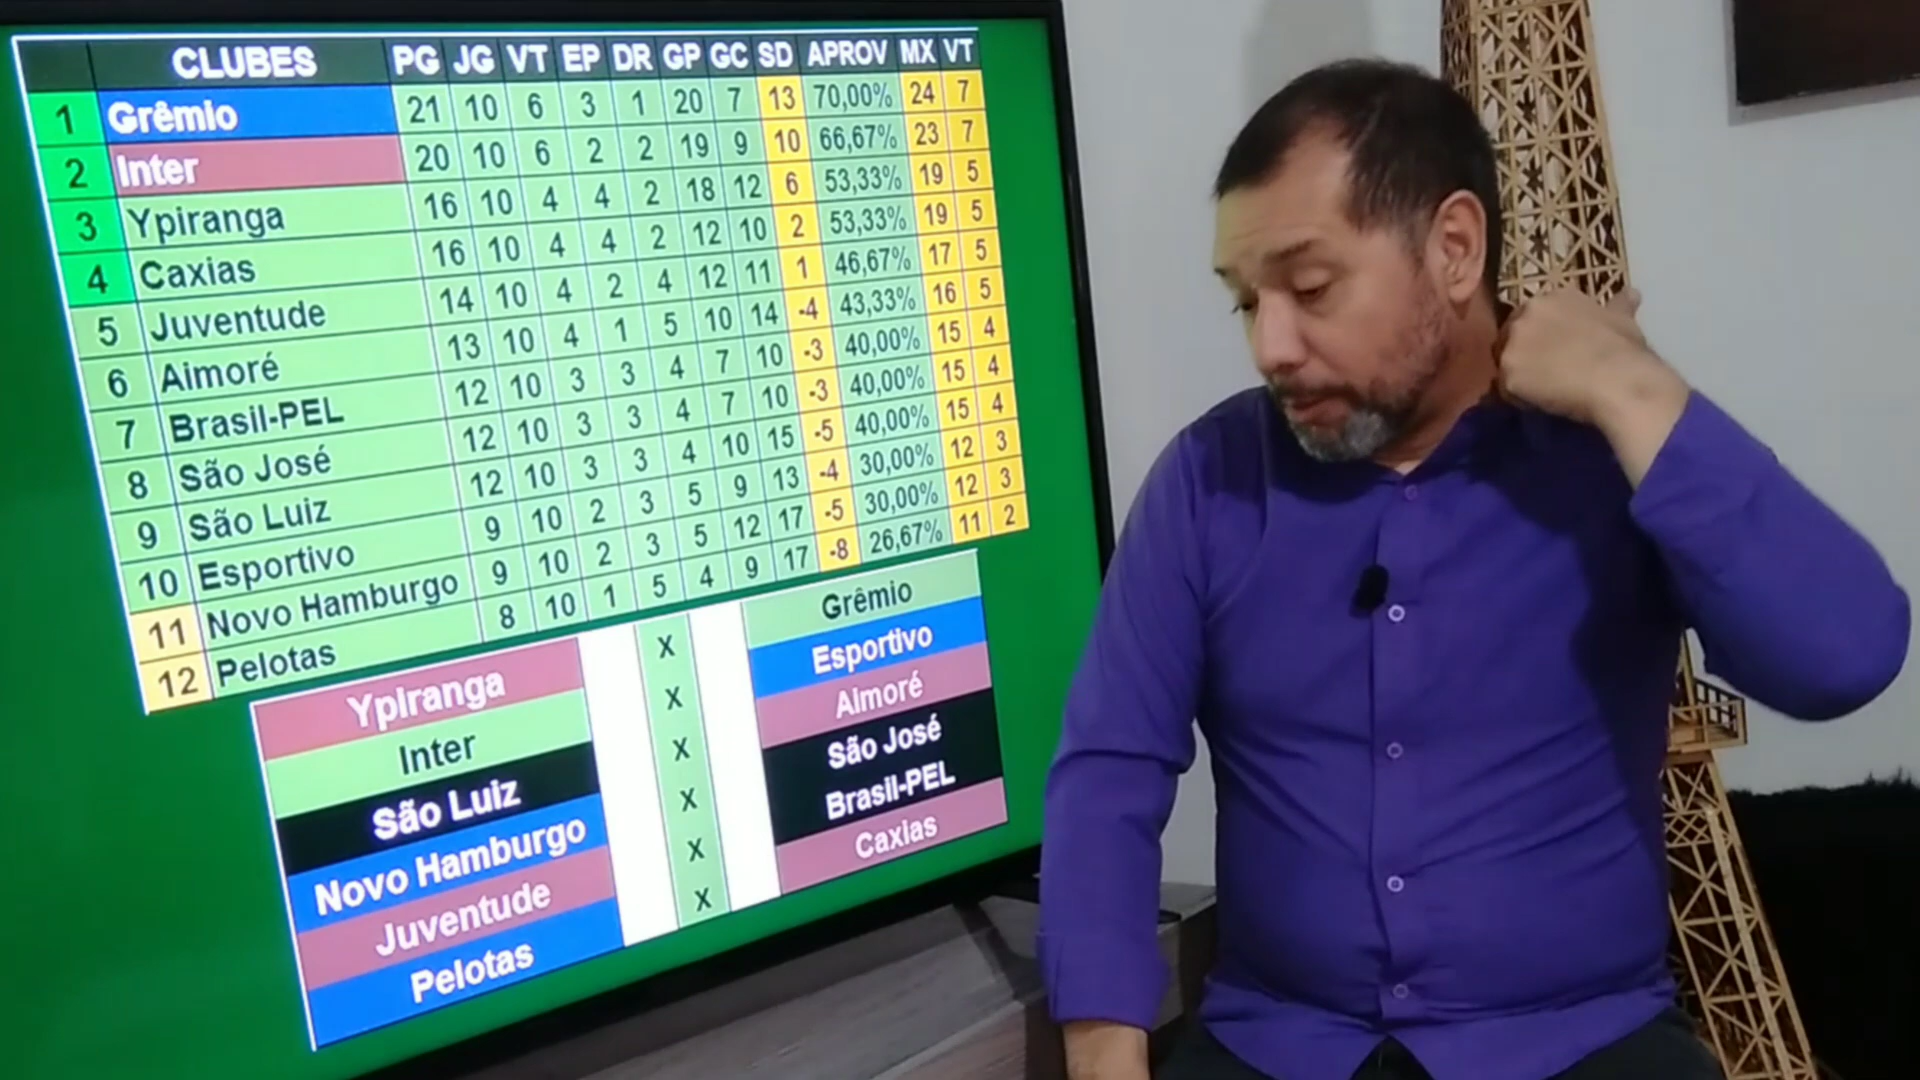 CLUBES PG JG VT EP DR GP GC SD APROV MX VT
1 Grêmio 21 10 6 3 1 20 7 13 70,00% 24 7
2 Inter 20 10 6 2 2 19 9 10 66,67% 23 7
3 Ypiranga 16 10 4 4 2 18 12 6 53,33% 19 5
4 Caxias 16 10 4 4 2 12 10 2 53,33% 19 5
5 Juventude 14 10 4 2 4 12 11 1 46,67% 17 5
6 Aimoré 13 10 4 1 5 10 14 -4 43,33% 16 5
7 Brasil-PEL 12 10 3 3 4 7 10 -3 40,00% 15 4
8 São José 12 10 3 3 4 7 10 -3 40,00% 15 4
9 São Luiz 12 10 3 3 4 10 15 -5 40,00% 15 4
10 Esportivo 9 10 2 3 5 9 13 -4 30,00% 12 3
11 Novo Hamburgo 9 10 2 3 5 12 17 -5 30,00% 12 3
12 Pelotas 8 10 1 5 4 9 17 -8 26,67% 11 2
Ypiranga X Grêmio
Inter X Esportivo
São Luiz X Aimoré
Novo Hamburgo X São José
Juventude X Brasil-PEL
Pelotas X Caxias